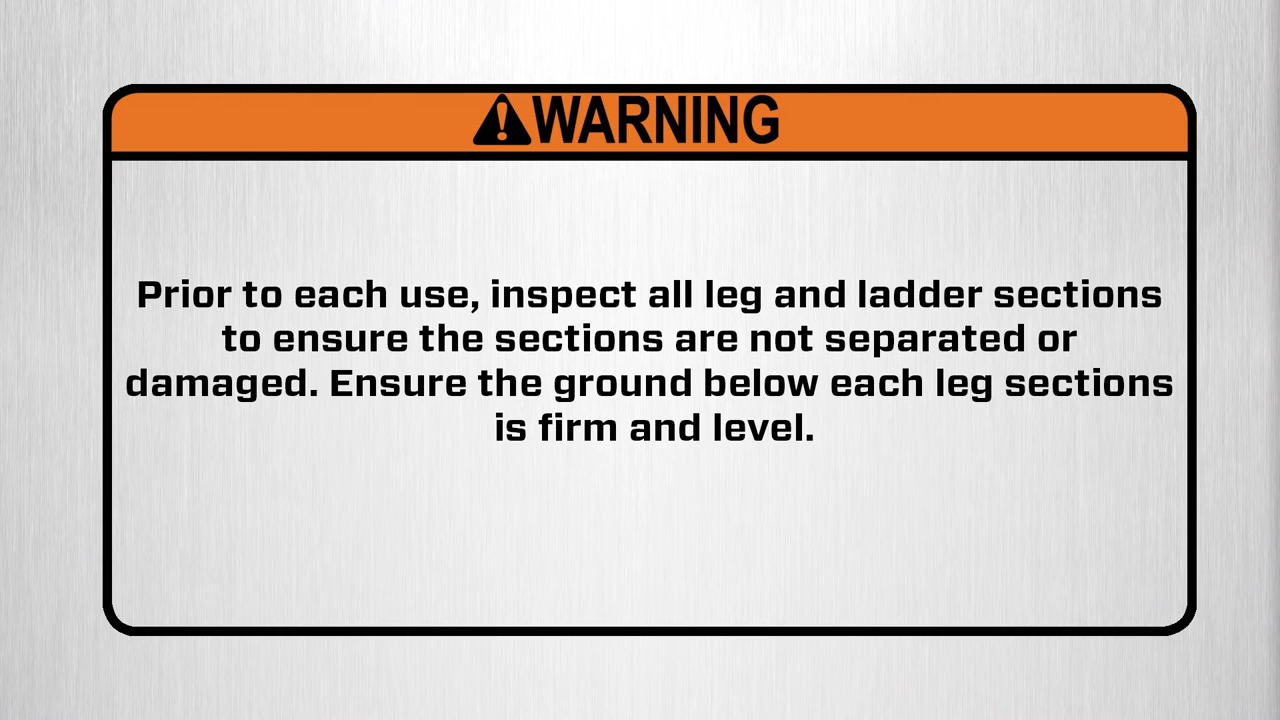 WARNING
Prior to each use, inspect all leg and ladder sections
to ensure the sections are not separated or
damaged. Ensure the ground below each leg sections
is firm and level.